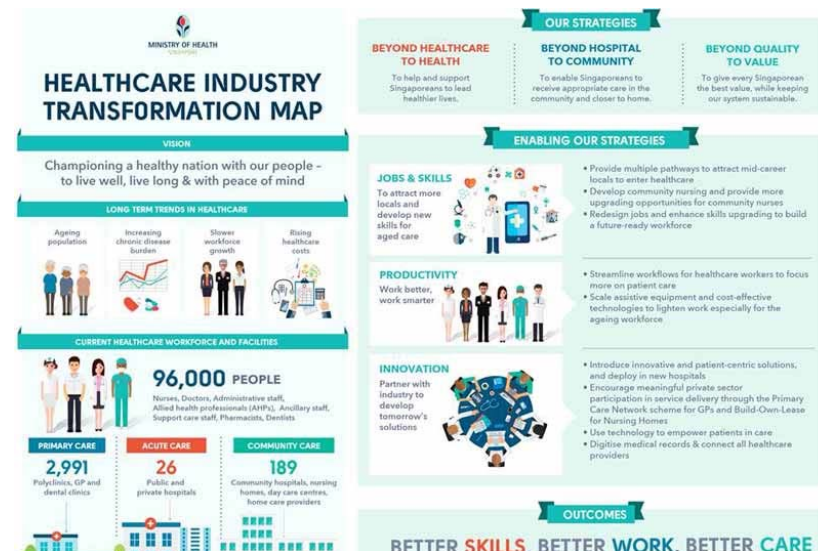 MINISTRY OF HEALTH
SINGAPORE
HEALTHCARE INDUSTRY
TRANSFORMATION MAP
VISION
Championing a healthy nation with our people –
to live well, live long & with peace of mind
LONG TERM TRENDS IN HEALTHCARE
Ageing
population
Increasing
chronic disease
burden
Slower
workforce
growth
Rising
healthcare
costs
CURRENT HEALTHCARE WORKFORCE AND FACILITIES
96,000 PEOPLE
Nurses, Doctors, Administrative staff,
Allied health professionals (AHPs), Ancillary staff,
Support care staff, Pharmacists, Dentists
PRIMARY CARE
2,991
Polyclinics, GP and
dental clinics
ACUTE CARE
26
Public and
private hospitals
COMMUNITY CARE
189
Community hospitals, nursing
homes, day care centres,
home care providers
OUR STRATEGIES
BEYOND HEALTHCARE
TO HEALTH
To help and support
Singaporeans to lead
healthier lives.
BEYOND HOSPITAL
TO COMMUNITY
To enable Singaporeans to
receive appropriate care in the
community and closer to home.
BEYOND QUALITY
TO VALUE
To give every Singaporean
the best value, while keeping
our system sustainable.
ENABLING OUR STRATEGIES
JOBS & SKILLS
To attract more
locals and
develop new
skills for
aged care
• Provide multiple pathways to attract mid-career
locals to enter healthcare
• Develop community nursing and provide more
upgrading opportunities for community nurses
• Redesign jobs and enhance skills upgrading to build
a future-ready workforce
PRODUCTIVITY
Work better,
work smarter
• Streamline workflows for healthcare workers to focus
more on patient care
• Scale assistive equipment and cost-effective
technologies to lighten work especially for the
ageing workforce
INNOVATION
Partner with
industry to
develop
tomorrow's
solutions
• Introduce innovative and patient-centric solutions,
and deploy in new hospitals
• Encourage meaningful private sector
participation in service delivery through the Primary
Care Network scheme for GPs and Build-Own-Lease
for Nursing Homes
• Use technology to empower patients in care
• Digitise medical records & connect all healthcare
providers
OUTCOMES
BETTER SKILLS, BETTER WORK, BETTER CARE